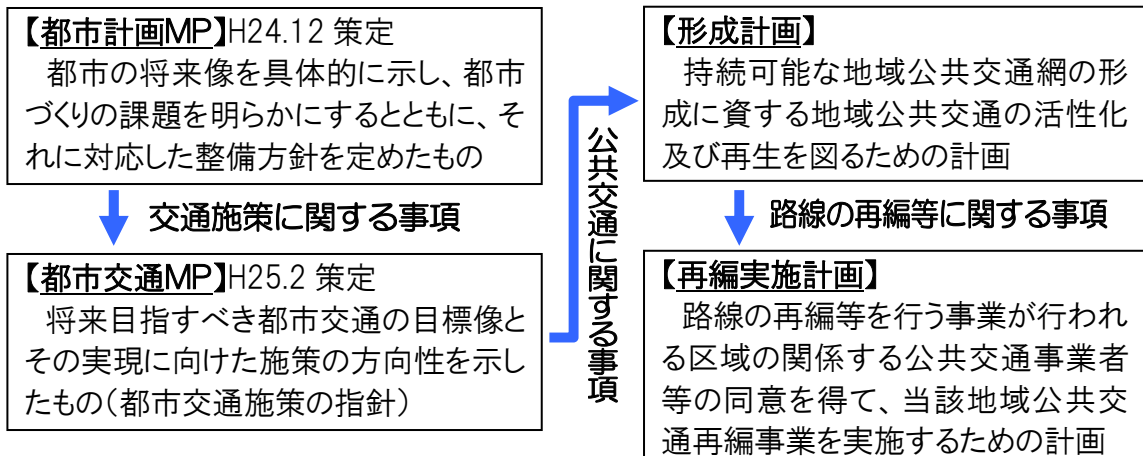 【都市計画MP】H24.12 策定
都市の将来像を具体的に示し、都市
づくりの課題を明らかにするとともに、そ
れに対応した整備方針を定めたもの
交通施策に関する事項
【都市交通MP】H25.2 策定
将来目指すべき都市交通の目標像と
その実現に向けた施策の方向性を示し
たもの（都市交通施策の指針）
公共交通に関する事項
【形成計画】
持続可能な地域公共交通網の形
成に資する地域公共交通の活性化
及び再生を図るための計画
路線の再編等に関する事項
【再編実施計画】
路線の再編等を行う事業が行われ
る区域の関係する公共交通事業者
等の同意を得て、当該地域公共交
通再編事業を実施するための計画